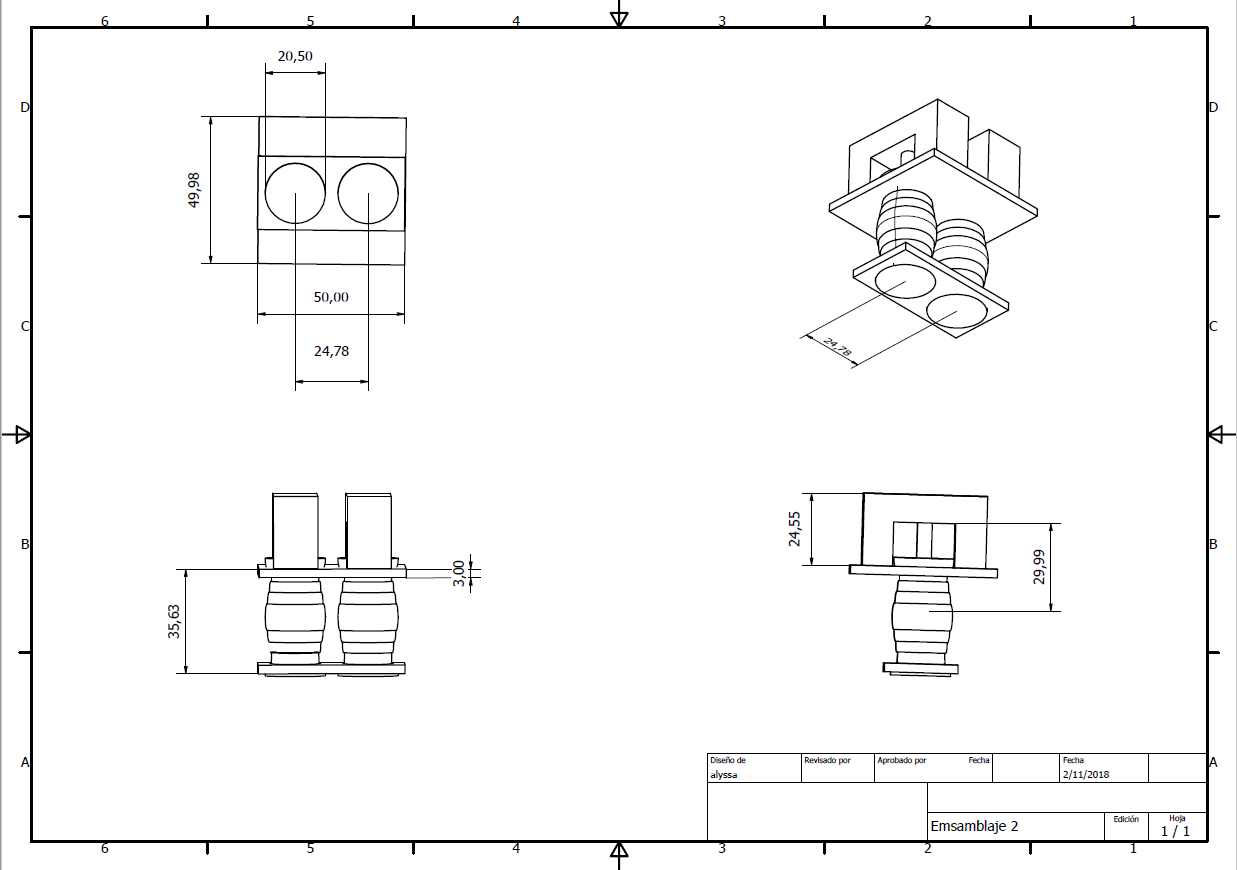 6 5 4 3 2 1
20,50
D D
49,98
50,00
C C
24,78
24,78
24,55
B B
29,99
3,00
35,63
A A
Diseño de Revisado por Aprobado por Fecha Fecha
alyssa 2/11/2018
Edición Hoja
Emsamblaje 2 1 / 1
6 5 4 3 2 1